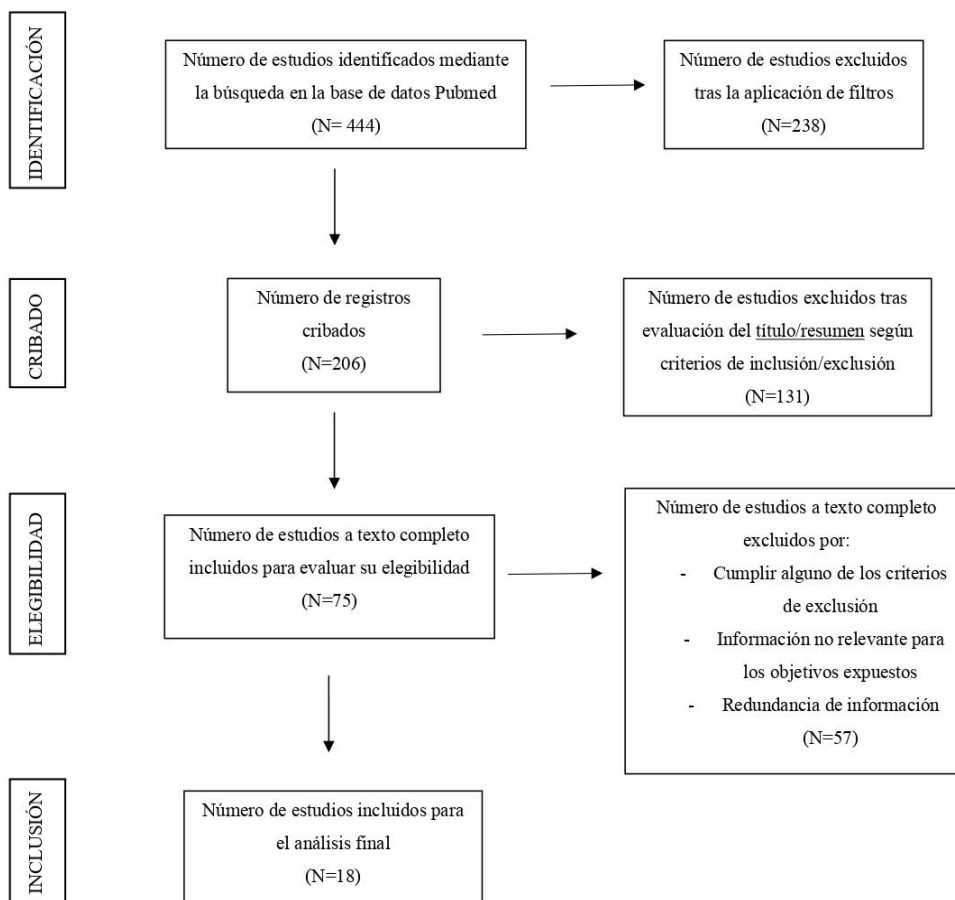 IDENTIFICACIÓN
Número de estudios identificados mediante
la búsqueda en la base de datos Pubmed
(N= 444)
Número de estudios excluidos
tras la aplicación de filtros
(N=238)
CRIBADO
Número de registros
cribados
(N=206)
Número de estudios excluidos tras
evaluación del título/resumen según
criterios de inclusión/exclusión
(N=131)
ELEGIBILIDAD
Número de estudios a texto completo
incluidos para evaluar su elegibilidad
(N=75)
Número de estudios a texto completo
excluidos por:
- Cumplir alguno de los criterios
de exclusión
- Información no relevante para
los objetivos expuestos
- Redundancia de información
(N=57)
INCLUSIÓN
Número de estudios incluidos para
el análisis final
(N=18)